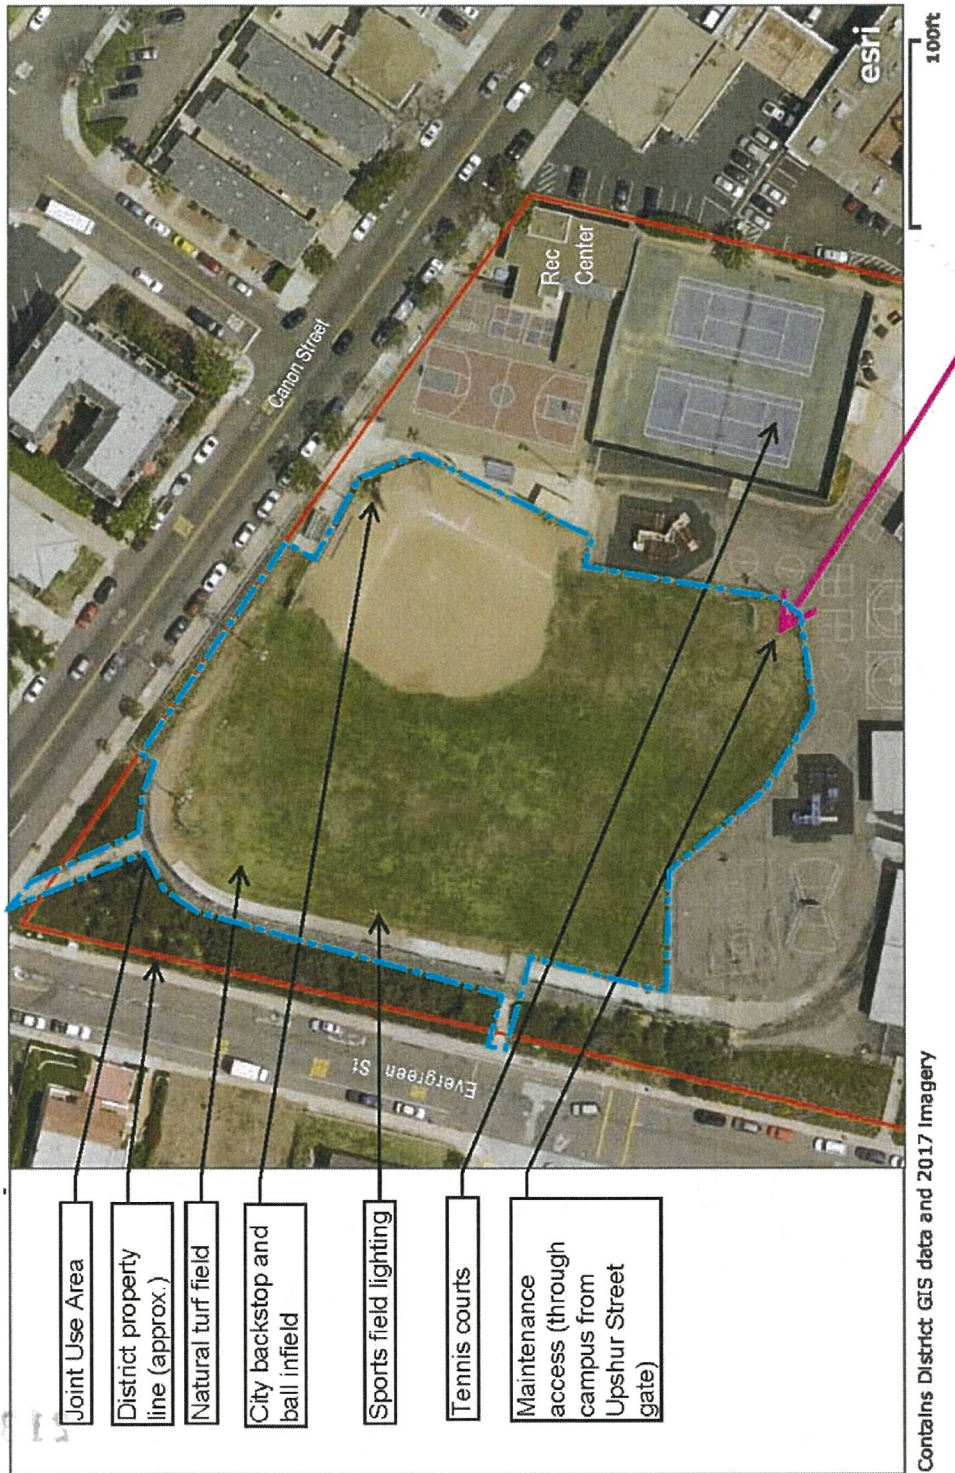 Joint Use Area
District property
line (approx.)
Natural turf field
City backstop and
ball infield
Sports field lighting
Tennis courts
Maintenance
access (through
campus from
Upshur Street
gate)
Evergreen St
Canon Street
Rec
Center
esri
100ft
Contains District GIS data and 2017 Imagery